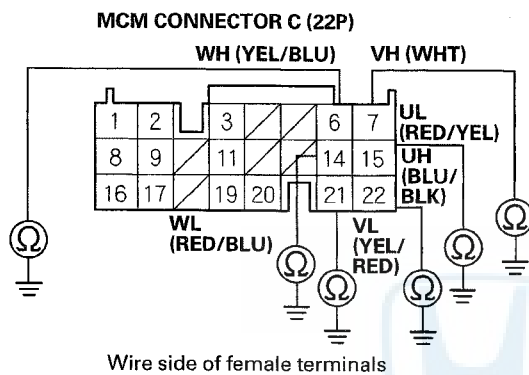 MCM CONNECTOR C (22P)
WH (YEL/BLU) VH (WHT)
1 2 3 6 7 UL
(RED/YEL)
8 9 11 14 15 UH
(BLU/
BLK)
16 17 19 20 21 22
WL
(RED/BLU)
VL
(YEL/
RED)
Ω Ω Ω Ω Ω Ω
Wire side of female terminals